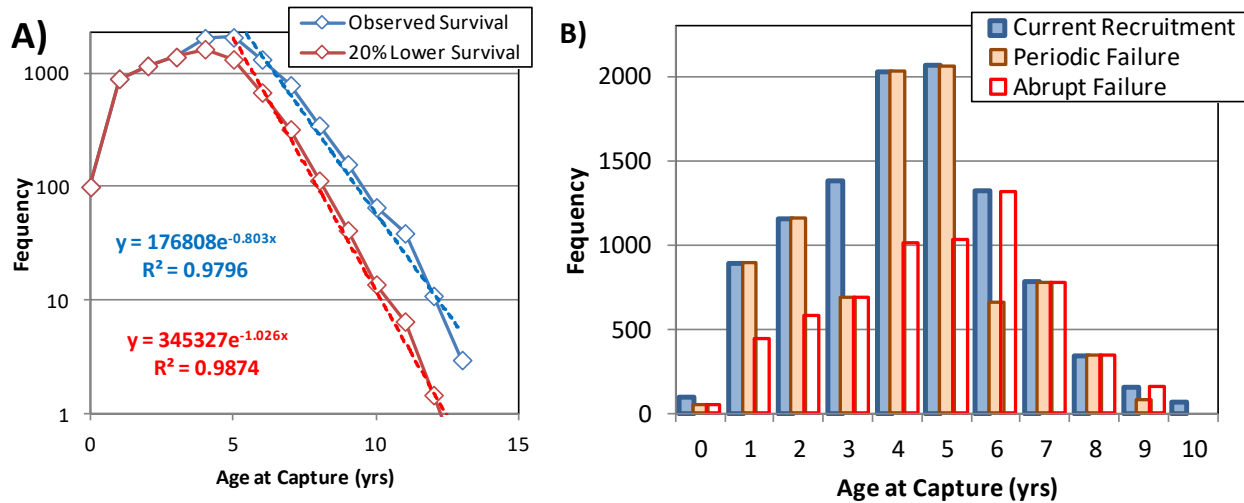 A)
Observed Survival
20% Lower Survival
1000
100
10
1
Fequency
y = 176808e^-0.803x
R² = 0.9796
y = 345327e^-1.026x
R² = 0.9874
0 5 10 15
Age at Capture (yrs)
B)
Current Recruitment
Periodic Failure
Abrupt Failure
2000
1500
1000
500
0
Fequency
0 1 2 3 4 5 6 7 8 9 10
Age at Capture (yrs)